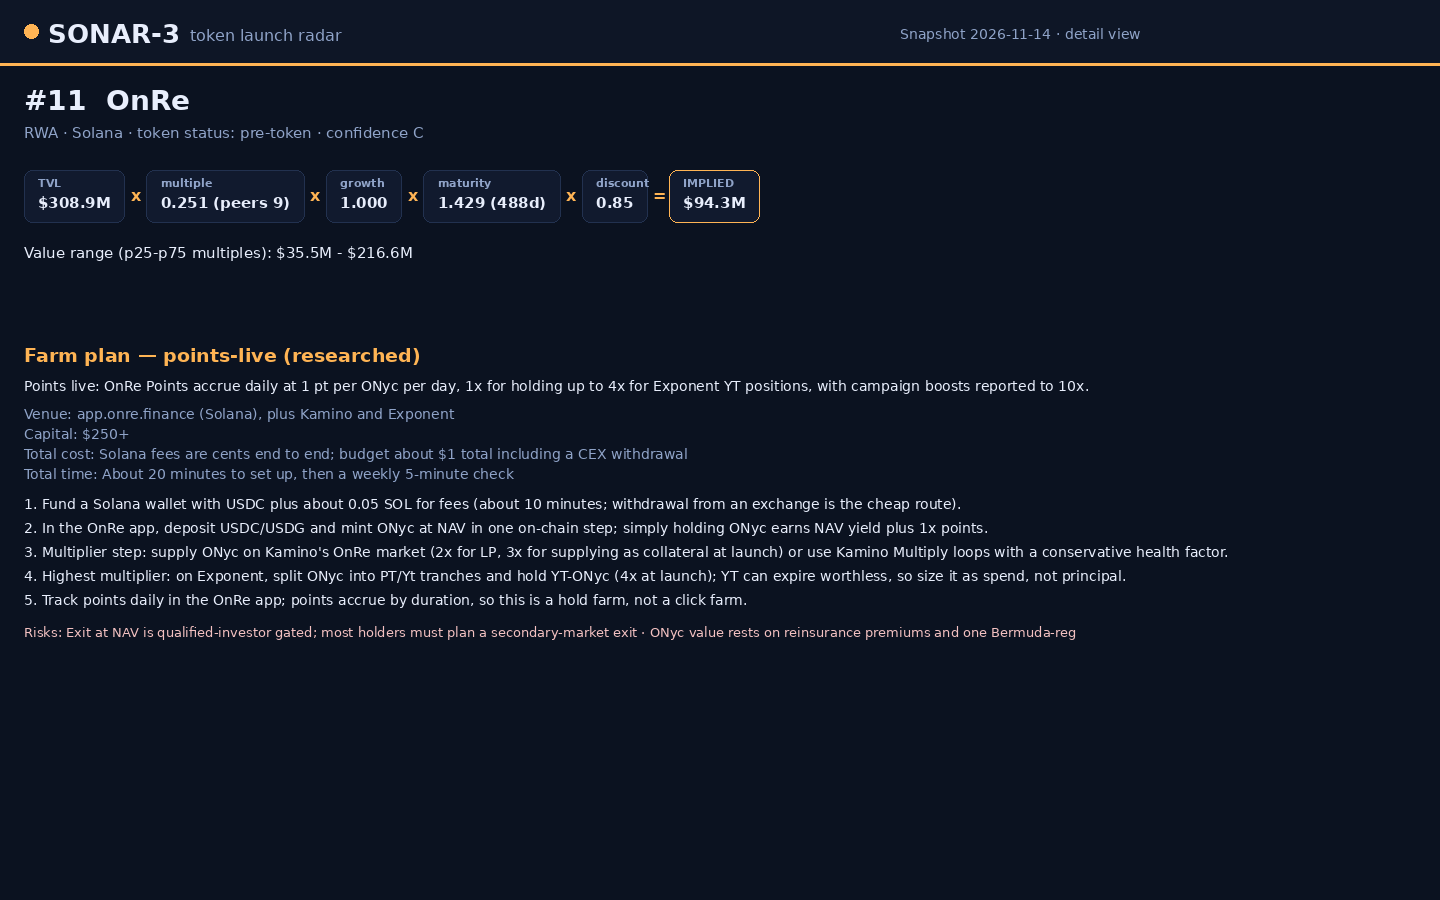 SONAR-3 token launch radar
Snapshot 2026-11-14 · detail view
#11 OnRe
RWA · Solana · token status: pre-token · confidence C
TVL multiple growth maturity discount IMPLIED
$308.9M x 0.251 (peers 9) x 1.000 x 1.429 (488d) x 0.85 = $94.3M
Value range (p25-p75 multiples): $35.5M - $216.6M
Farm plan — points-live (researched)
Points live: OnRe Points accrue daily at 1 pt per ONyc per day, 1x for holding up to 4x for Exponent YT positions, with campaign boosts reported to 10x.
Venue: app.onre.finance (Solana), plus Kamino and Exponent
Capital: $250+
Total cost: Solana fees are cents end to end; budget about $1 total including a CEX withdrawal
Total time: About 20 minutes to set up, then a weekly 5-minute check
1. Fund a Solana wallet with USDC plus about 0.05 SOL for fees (about 10 minutes; withdrawal from an exchange is the cheap route).
2. In the OnRe app, deposit USDC/USDG and mint ONyc at NAV in one on-chain step; simply holding ONyc earns NAV yield plus 1x points.
3. Multiplier step: supply ONyc on Kamino's OnRe market (2x for LP, 3x for supplying as collateral at launch) or use Kamino Multiply loops with a conservative health factor.
4. Highest multiplier: on Exponent, split ONyc into PT/Yt tranches and hold YT-ONyc (4x at launch); YT can expire worthless, so size it as spend, not principal.
5. Track points daily in the OnRe app; points accrue by duration, so this is a hold farm, not a click farm.
Risks: Exit at NAV is qualified-investor gated; most holders must plan a secondary-market exit · ONyc value rests on reinsurance premiums and one Bermuda-reg